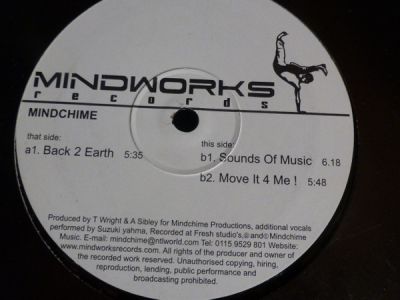 MINDWORKS
records
MINDCHIME
that side:
a1. Back 2 Earth 5:35
this side:
b1. Sounds Of Music 6.18
b2. Move It 4 Me ! 5:48
Produced by T Wright & A Sibley for Mindchime Productions, additional vocals
performed by Suzuki yahma, Recorded at Fresh studio's.℗and©Mindchime
Music. E-mail: mindchime@ntlworld.com Tel: 0115 9529 801 Website:
www.mindworksrecords.com. All rights of the producer and owner of
the recorded work reserved. Unauthorised copying, hiring,
reproduction, lending, public performance and
broadcasting prohibited.